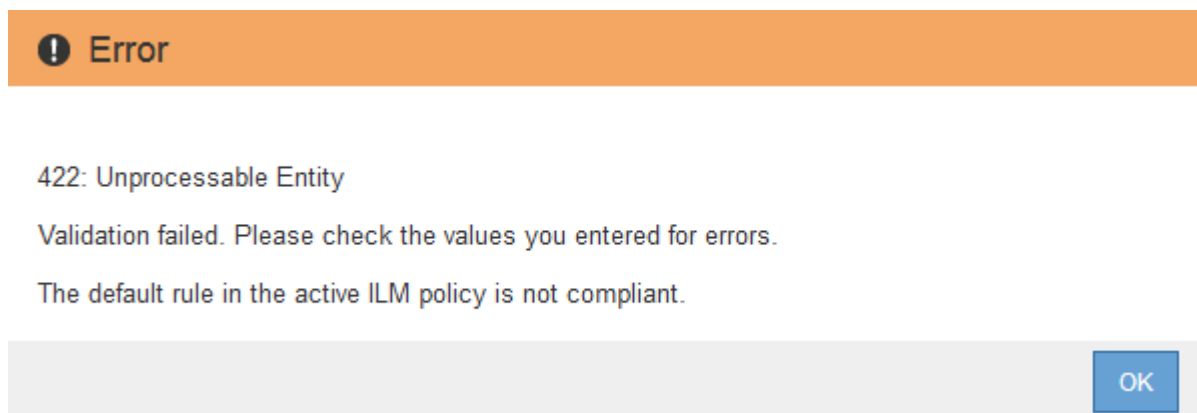 Error
422: Unprocessable Entity
Validation failed. Please check the values you entered for errors.
The default rule in the active ILM policy is not compliant.
OK